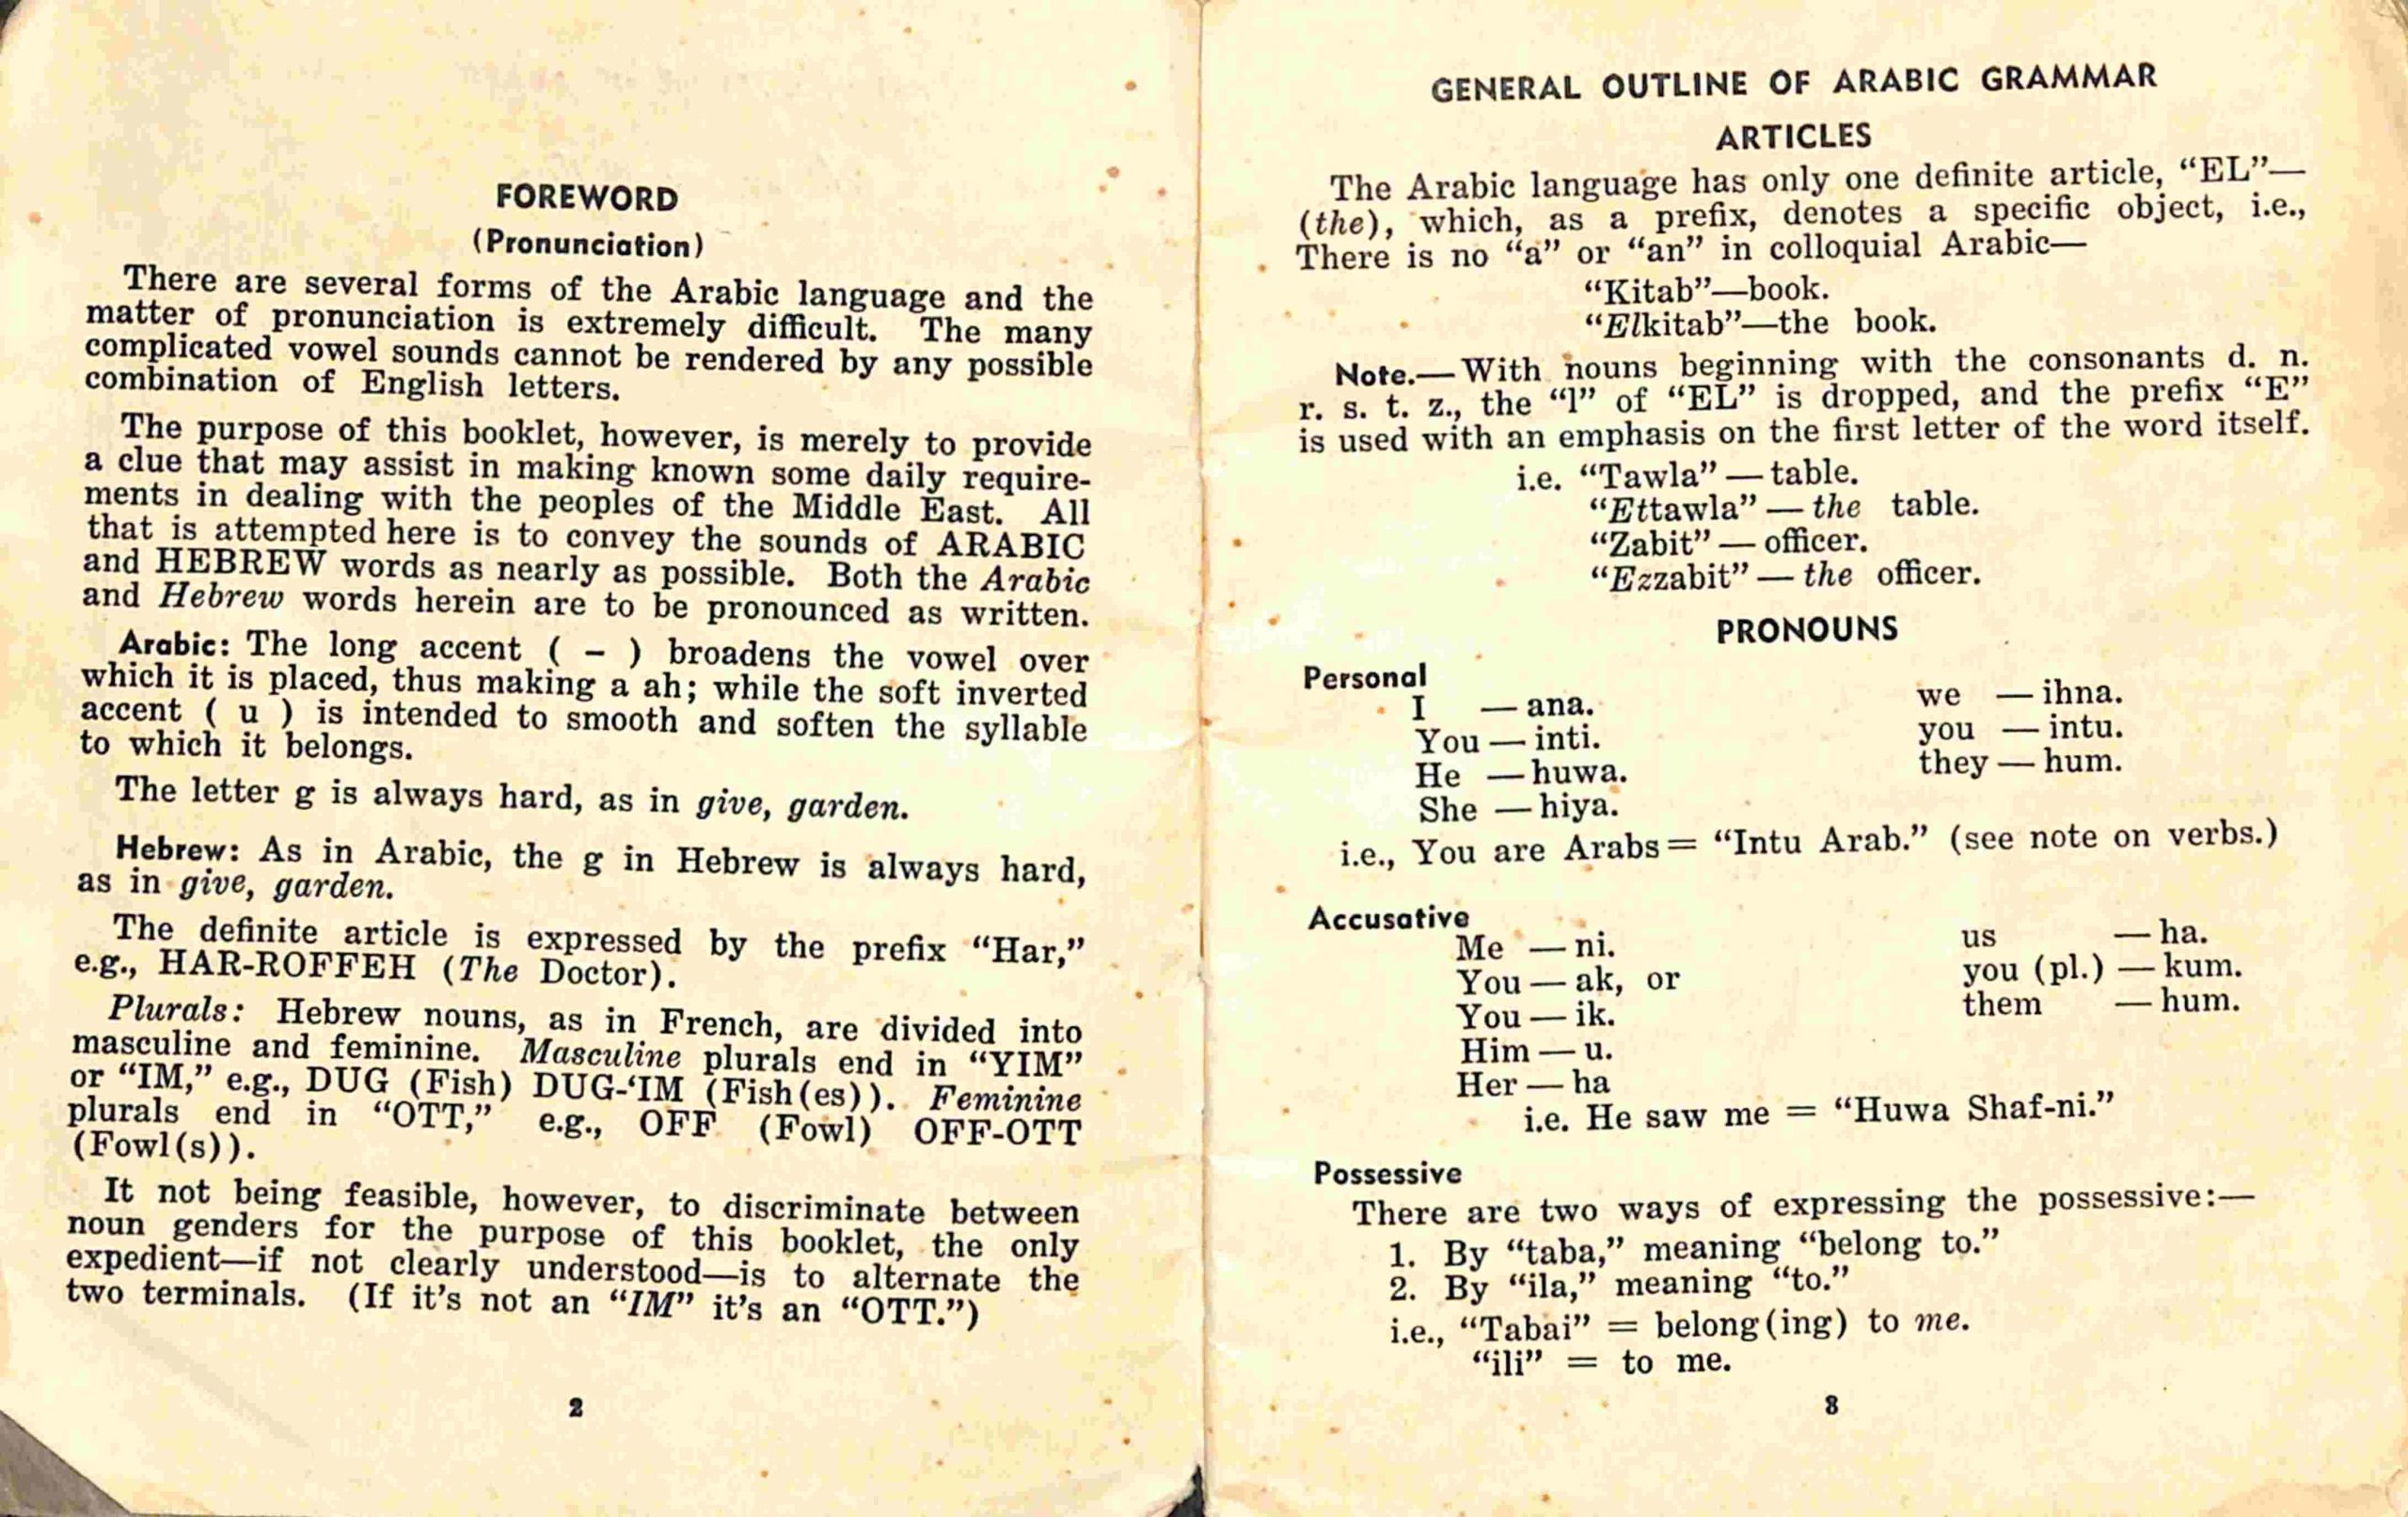 FOREWORD
(Pronunciation)
There are several forms of the Arabic language and the
matter of pronunciation is extremely difficult. The many
complicated vowel sounds cannot be rendered by any possible
combination of English letters.
The purpose of this booklet, however, is merely to provide
a clue that may assist in making known some daily require-
ments in dealing with the peoples of the Middle East. All
that is attempted here is to convey the sounds of ARABIC
and HEBREW words as nearly as possible. Both the Arabic
and Hebrew words herein are to be pronounced as written.
Arabic: The long accent ( – ) broadens the vowel over
which it is placed, thus making a ah; while the soft inverted
accent ( u ) is intended to smooth and soften the syllable
to which it belongs.
The letter g is always hard, as in give, garden.
Hebrew: As in Arabic, the g in Hebrew is always hard,
as in give, garden.
The definite article is expressed by the prefix “Har,”
e.g., HAR-ROFFEH (The Doctor).
Plurals: Hebrew nouns, as in French, are divided into
masculine and feminine. Masculine plurals end in “YIM”
or “IM,” e.g., DUG (Fish) DUG-‘IM (Fish(es)). Feminine
plurals end in “OTT,” e.g., OFF (Fowl) OFF-OTT
(Fowl(s)).
It not being feasible, however, to discriminate between
noun genders for the purpose of this booklet, the only
expedient—if not clearly understood—is to alternate the
two terminals. (If it’s not an “IM” it’s an “OTT.”)
2
GENERAL OUTLINE OF ARABIC GRAMMAR
ARTICLES
The Arabic language has only one definite article, “EL”—
(the), which, as a prefix, denotes a specific object, i.e.,
There is no “a” or “an” in colloquial Arabic—
“Kitab”—book.
“Elkitab”—the book.
Note.—With nouns beginning with the consonants d. n.
r. s. t. z., the “l” of “EL” is dropped, and the prefix “E”
is used with an emphasis on the first letter of the word itself.
i.e. “Tawla” — table.
“Ettawla” — the table.
“Zabit” — officer.
“Ezzabit” — the officer.
PRONOUNS
Personal
I — ana.
You — inti.
He — huwa.
She — hiya.
we — ihna.
you — intu.
they — hum.
i.e., You are Arabs = “Intu Arab.” (see note on verbs.)
Accusative
Me — ni.
You — ak, or
You — ik.
Him — u.
Her — ha
us — ha.
you (pl.) — kum.
them — hum.
i.e. He saw me = “Huwa Shaf-ni.”
Possessive
There are two ways of expressing the possessive:—
1. By “taba,” meaning “belong to.”
2. By “ila,” meaning “to.”
i.e., “Tabai” = belong(ing) to me.
“ili” = to me.
3